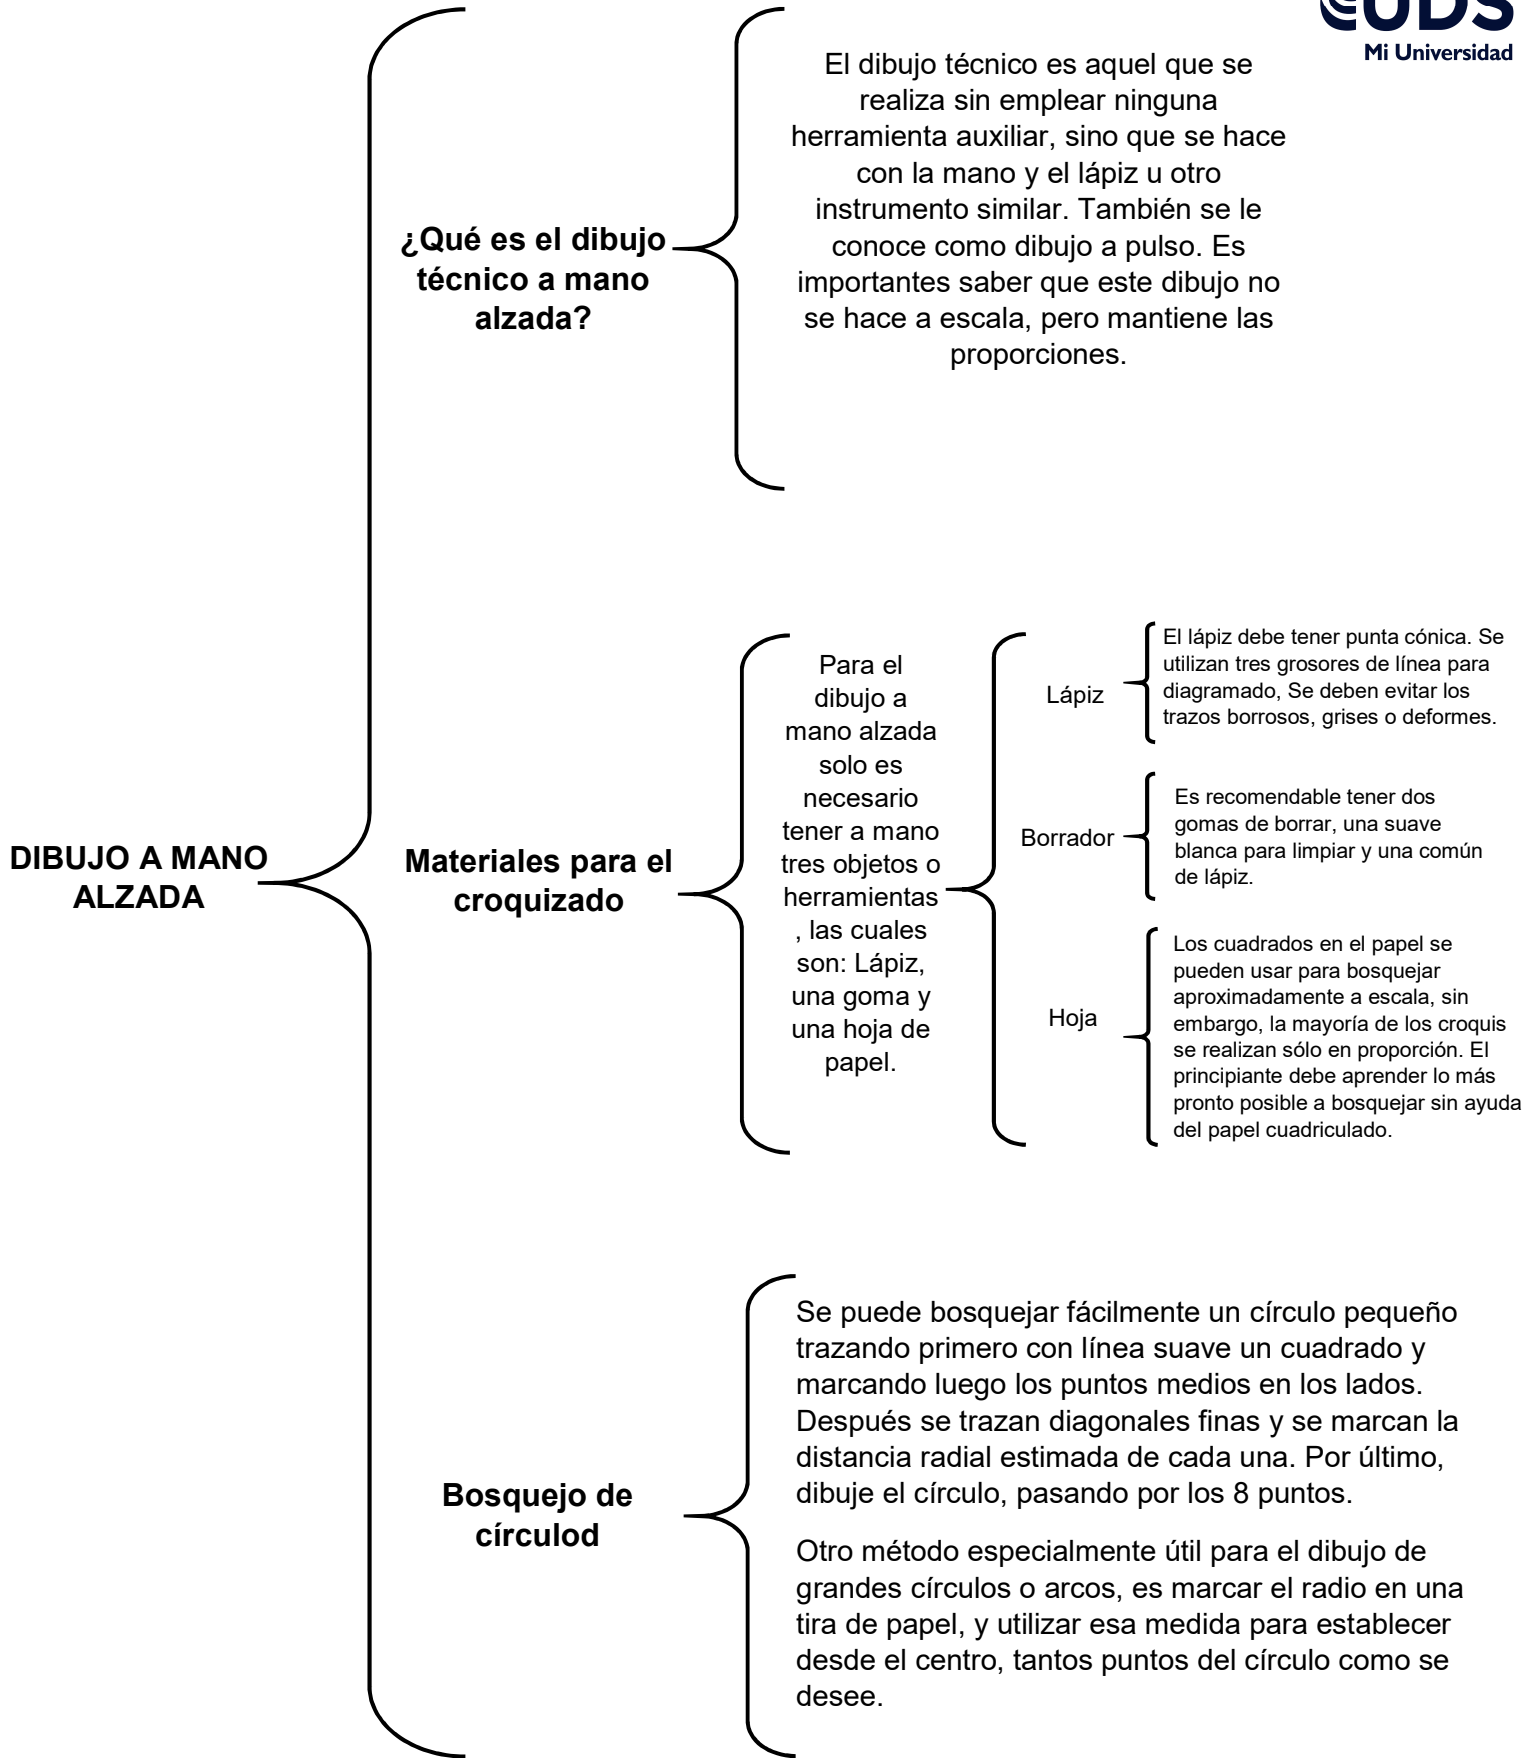 UDS
Mi Universidad
El dibujo técnico es aquel que se
realiza sin emplear ninguna
herramienta auxiliar, sino que se hace
con la mano y el lápiz u otro
instrumento similar. También se le
conoce como dibujo a pulso. Es
importantes saber que este dibujo no
se hace a escala, pero mantiene las
proporciones.
¿Qué es el dibujo
técnico a mano
alzada?
DIBUJO A MANO
ALZADA
Materiales para el
croquizado
Para el
dibujo a
mano alzada
solo es
necesario
tener a mano
tres objetos o
herramientas
, las cuales
son: Lápiz,
una goma y
una hoja de
papel.
Lápiz
El lápiz debe tener punta cónica. Se
utilizan tres grosores de línea para
diagramado, Se deben evitar los
trazos borrosos, grises o deformes.
Borrador
Es recomendable tener dos
gomas de borrar, una suave
blanca para limpiar y una común
de lápiz.
Hoja
Los cuadrados en el papel se
pueden usar para bosquejar
aproximadamente a escala, sin
embargo, la mayoría de los croquis
se realizan sólo en proporción. El
principiante debe aprender lo más
pronto posible a bosquejar sin ayuda
del papel cuadriculado.
Bosquejo de
círculod
Se puede bosquejar fácilmente un círculo pequeño
trazando primero con línea suave un cuadrado y
marcando luego los puntos medios en los lados.
Después se trazan diagonales finas y se marcan la
distancia radial estimada de cada una. Por último,
dibuje el círculo, pasando por los 8 puntos.
Otro método especialmente útil para el dibujo de
grandes círculos o arcos, es marcar el radio en una
tira de papel, y utilizar esa medida para establecer
desde el centro, tantos puntos del círculo como se
desee.